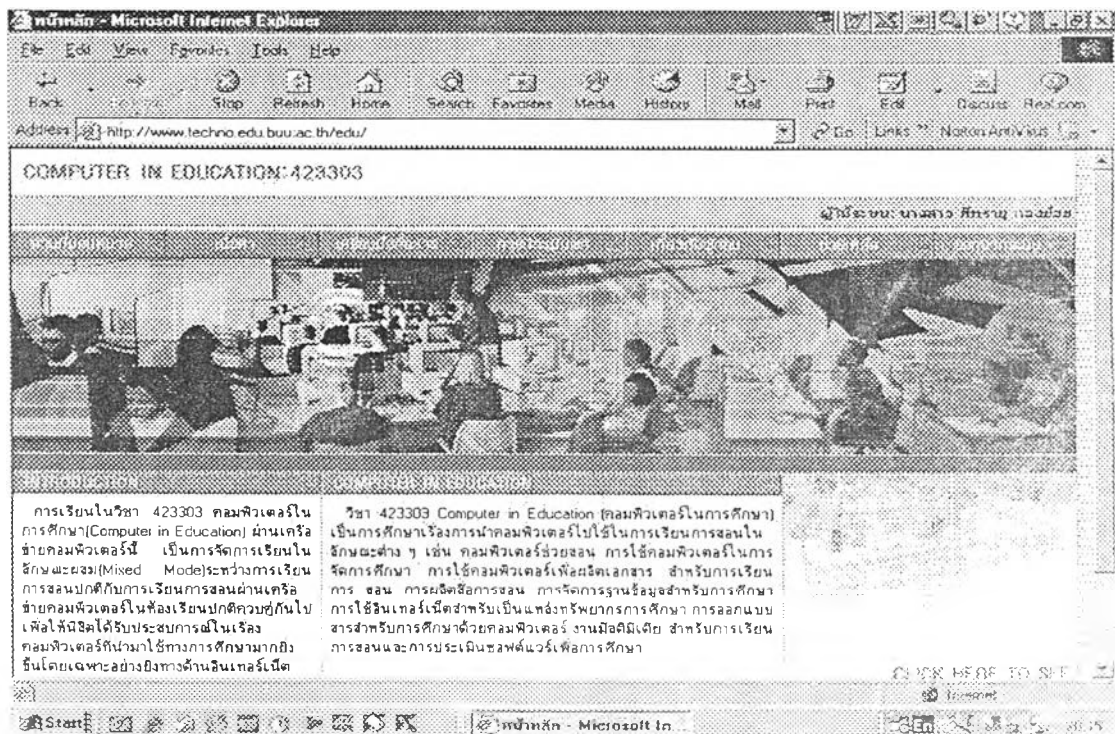 หน้าหลัก - Microsoft Internet Explorer
File Edit View Favorites Tools Help
Back Stop Refresh Home Search Favorites Media History Mail Print Edit Discuss Real.com
Address http://www.techno.edu.buu.ac.th/edu/ Go Links Norton AntiVirus
COMPUTER IN EDUCATION:423303
ผู้ใช้ระบบ: นางสาว
INTRODUCTION
การเรียนในวิชา 423303 คอมพิวเตอร์ใน
การศึกษา(Computer in Education) ผ่านเครือ
ข่ายคอมพิวเตอร์นี้ เป็นการจัดการเรียนใน
ลักษณะผสม(Mixed Mode)ระหว่างการเรียน
การสอนปกติกับการเรียนการสอนผ่านเครือ
ข่ายคอมพิวเตอร์ในห้องเรียนปกติควบคู่กันไป
เพื่อให้นิสิตได้รับประสบการณ์ในเรื่อง
คอมพิวเตอร์ที่นำมาใช้ทางการศึกษามากยิ่ง
ขึ้นโดยเฉพาะอย่างยิ่งทางด้านอินเทอร์เน็ต
COMPUTER IN EDUCATION
วิชา 423303 Computer in Education (คอมพิวเตอร์ในการศึกษา)
เป็นการศึกษาเรื่องการนำคอมพิวเตอร์ไปใช้ในการเรียนการสอนใน
ลักษณะต่าง ๆ เช่น คอมพิวเตอร์ช่วยสอน การใช้คอมพิวเตอร์ในการ
จัดการศึกษา การใช้คอมพิวเตอร์เพื่อผลิตเอกสาร สำหรับการเรียน
การ สอน การผลิตสื่อการสอน การจัดการฐานข้อมูลสำหรับการศึกษา
การใช้อินเทอร์เน็ตสำหรับเป็นแหล่งทรัพยากรการศึกษา การออกแบบ
สารสำหรับการศึกษาด้วยคอมพิวเตอร์ งานมัลติมีเดีย สำหรับการเรียน
การสอนและการประเมินซอฟต์แวร์เพื่อการศึกษา
CLICK HERE TO SEE
Internet
Start หน้าหลัก - Microsoft In... En